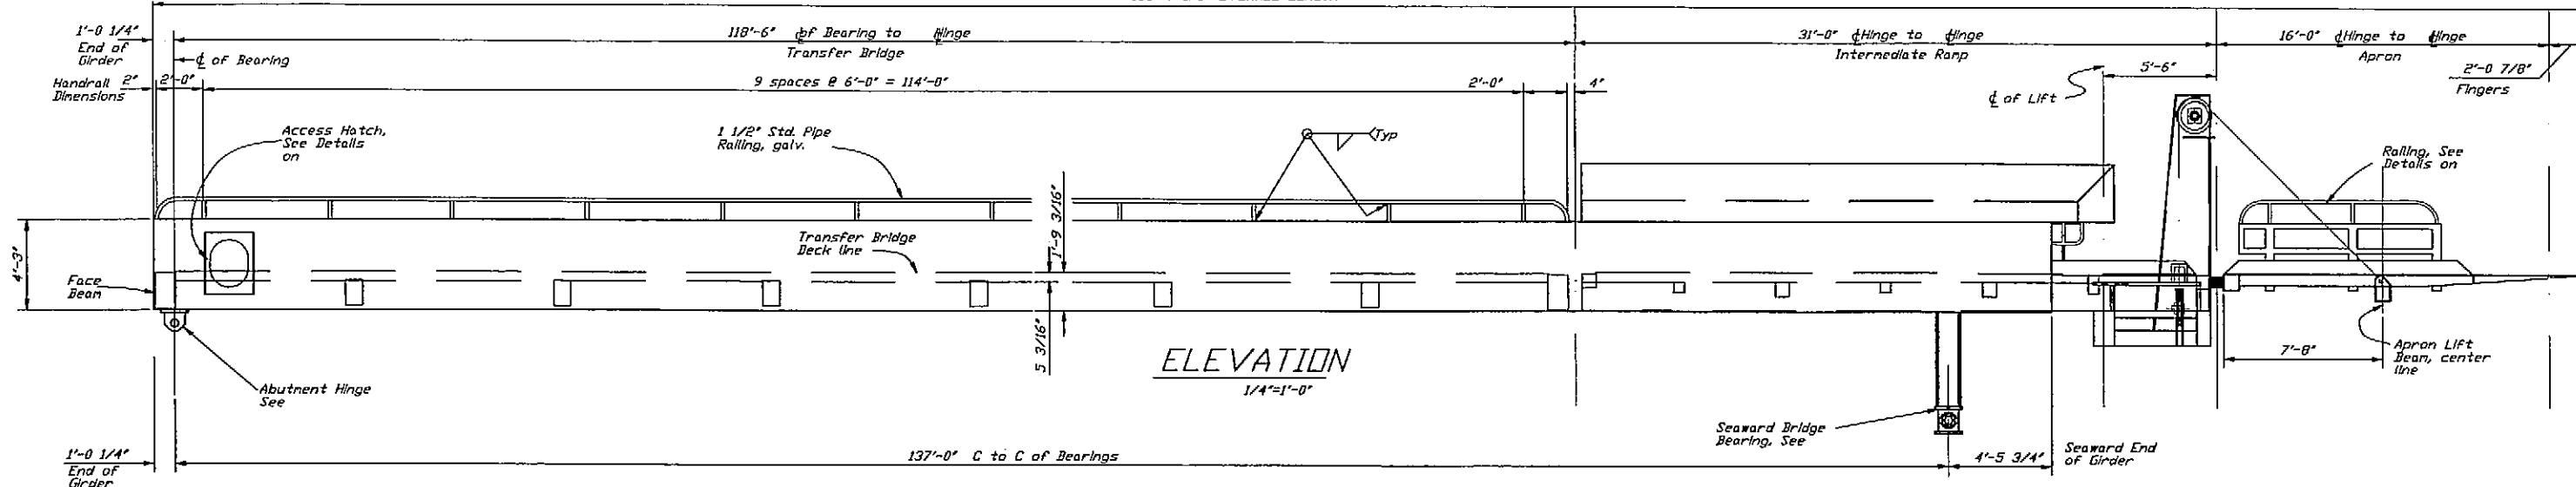 1'-0 1/4"
End of
Girder
118'-6" ℄ of Bearing to ℄ Hinge
Transfer Bridge
31'-0" ℄ Hinge to ℄ Hinge
Intermediate Ramp
16'-0" ℄ Hinge to ℄ Hinge
Apron
℄ of Bearing
5'-6"
2'-0 7/8"
Fingers
Handrail
Dimensions
2"
2'-0"
9 spaces @ 6'-0" = 114'-0"
2'-0"
4"
℄ of Lift
Access Hatch,
See Details
on
1 1/2" Std. Pipe
Railing, galv.
Typ
Railing, See
Details on
4'-3"
Transfer Bridge
Deck line
1'-9 3/16"
Face
Beam
5 3/16"
ELEVATION
1/4"=1'-0"
7'-8"
Apron Lift
Beam, center
line
Abutment Hinge
See
Seaward Bridge
Bearing, See
1'-0 1/4"
End of
Girder
137'-0" C to C of Bearings
4'-5 3/4"
Seaward End
of Girder